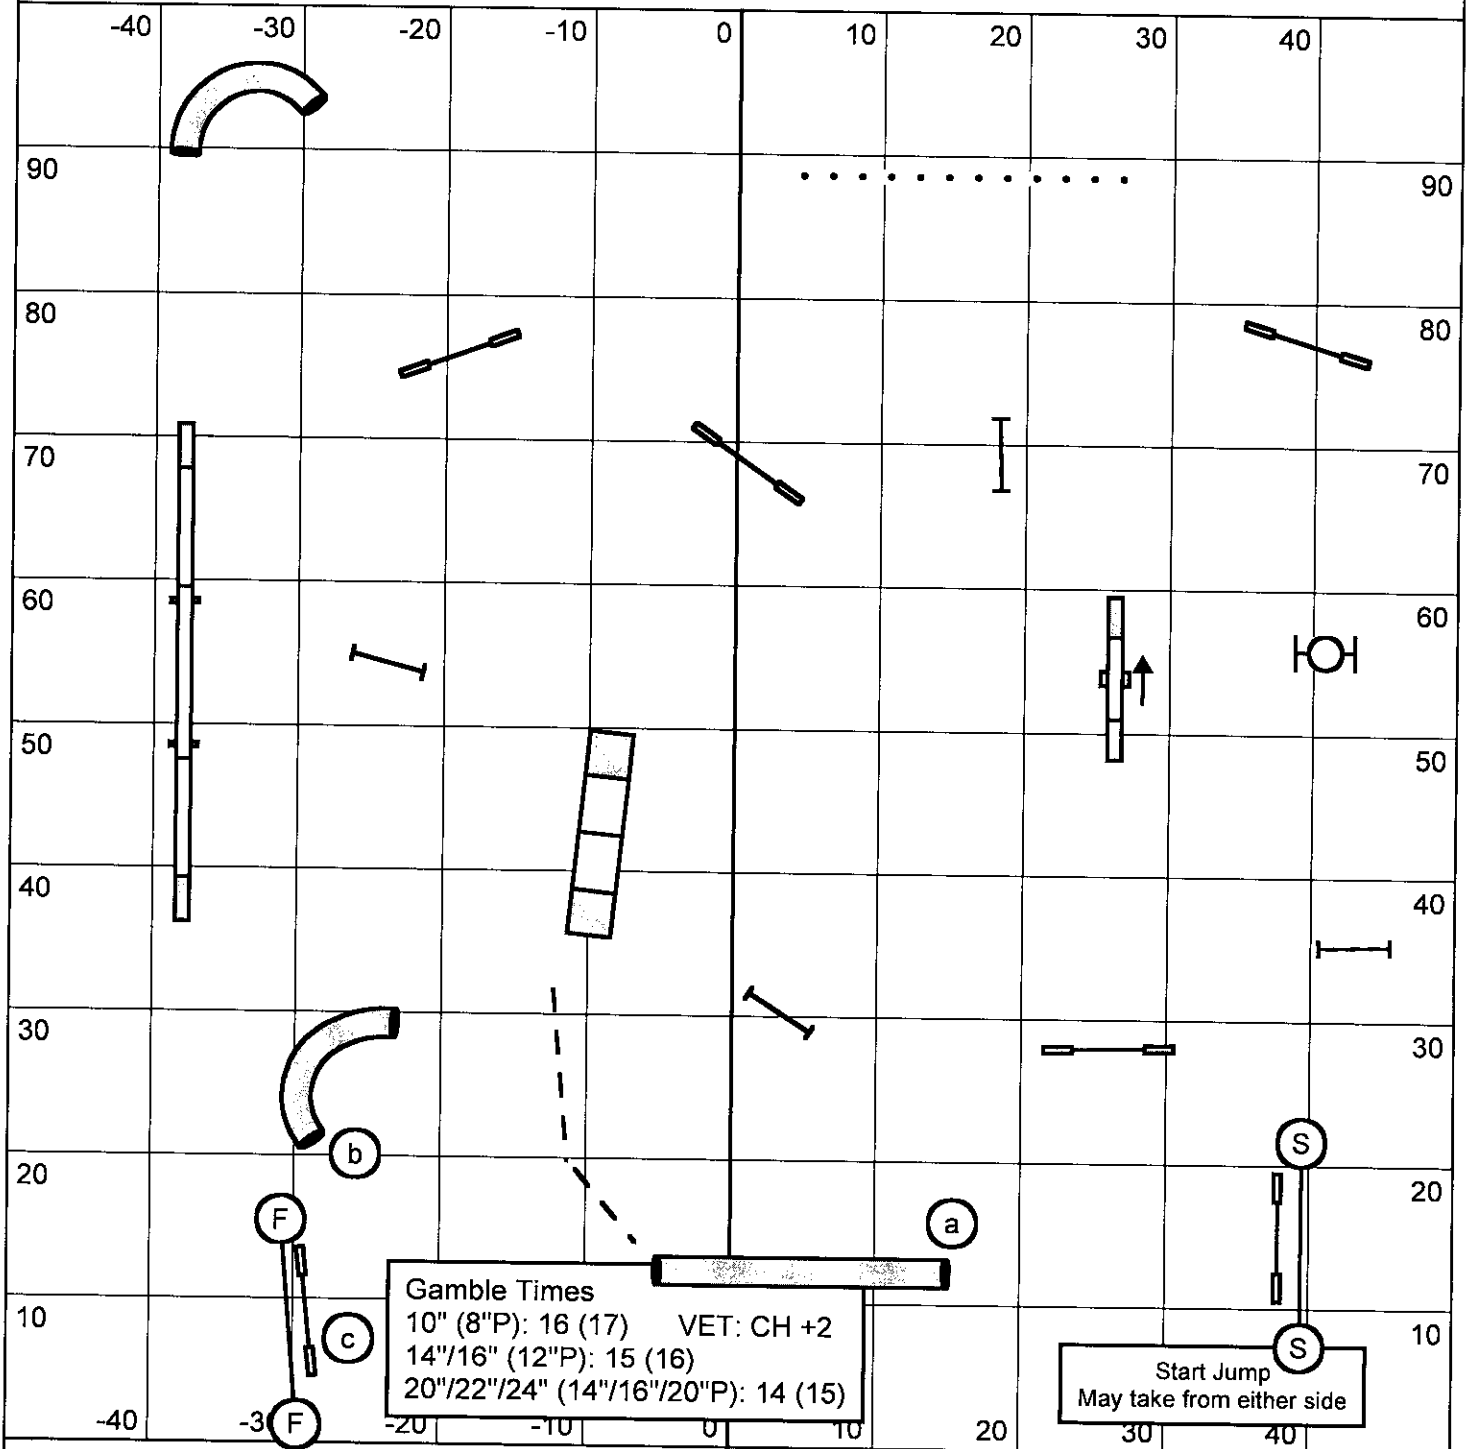 -40 -30 -20 -10 0 10 20 30 40
90 90
80 80
70 70
60 60
50 50
40 40
30 30
b S
20 20
F a
Gamble Times
10" (8"P): 16 (17) VET: CH +2
14"/16" (12"P): 15 (16)
20"/22"/24" (14"/16"/20"P): 14 (15)
10 10
c S
Start Jump
May take from either side
-40 -30 F -20 -10 0 10 20 30 40